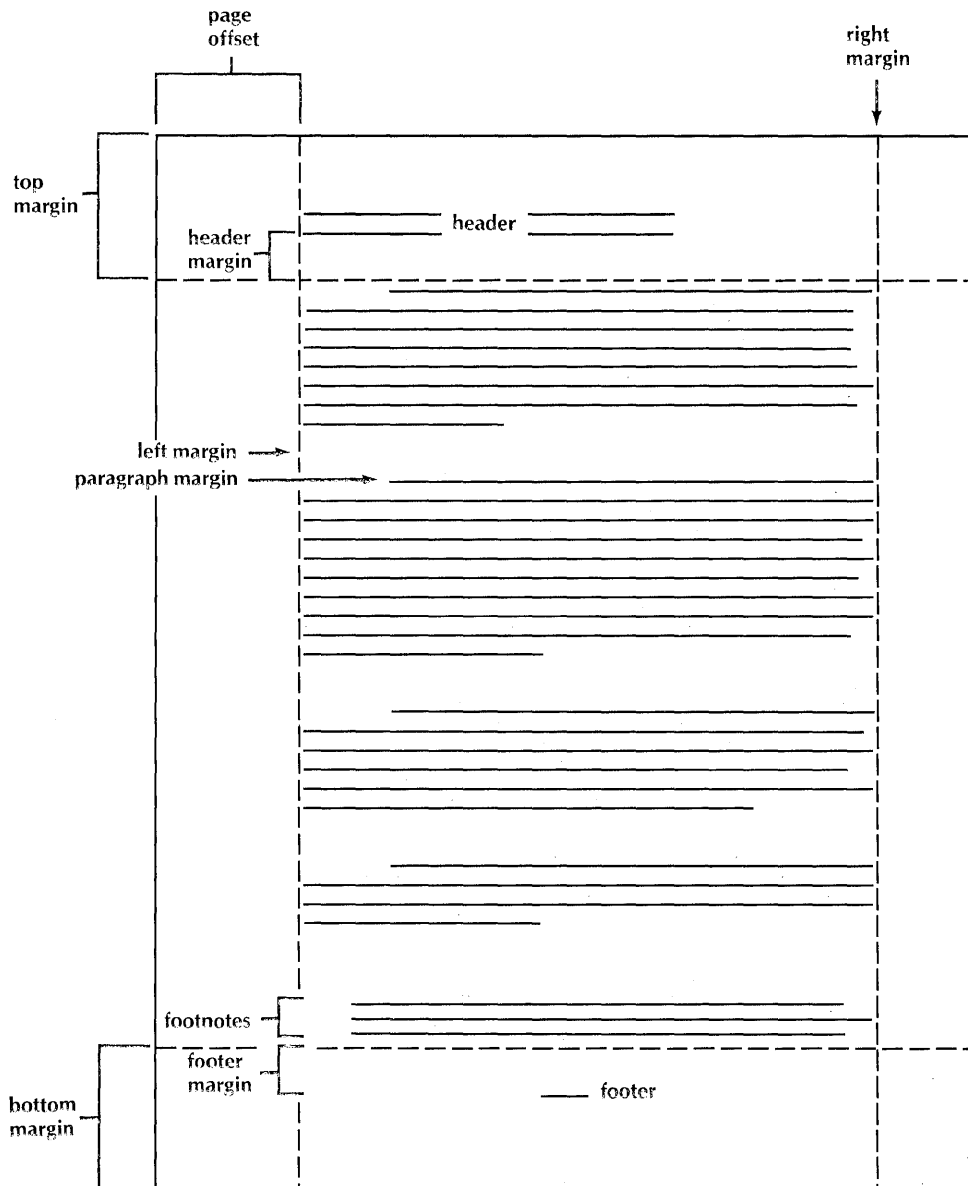 page
offset
right
margin
top
margin
header
header
margin
left margin
paragraph margin
footnotes
footer
margin
footer
bottom
margin